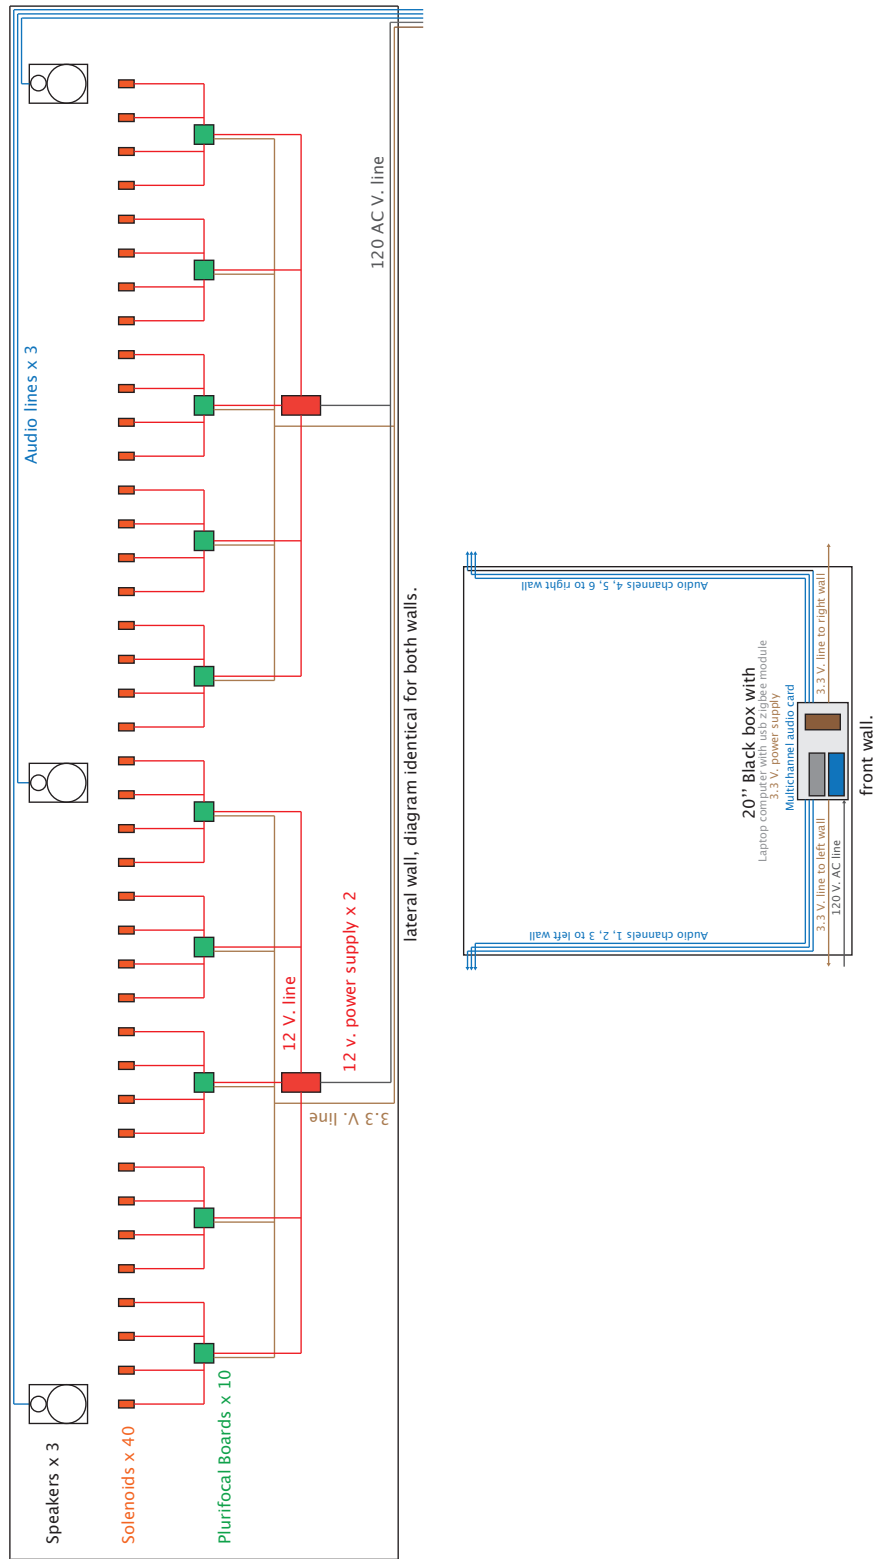 Speakers x 3
Solenoids x 40
Plurifocal Boards x 10
Audio lines x 3
12 V. line
12 v. power supply x 2
3.3 V. line
120 AC V. line
lateral wall, diagram identical for both walls.
Audio channels 1, 2, 3 to left wall
Audio channels 4, 5, 6 to right wall
20’’ Black box with
Laptop computer with usb zigbee module
3.3 V. power supply
Multichannel audio card
3.3 V. line to left wall
3.3 V. line to right wall
120 V. AC line
front wall.